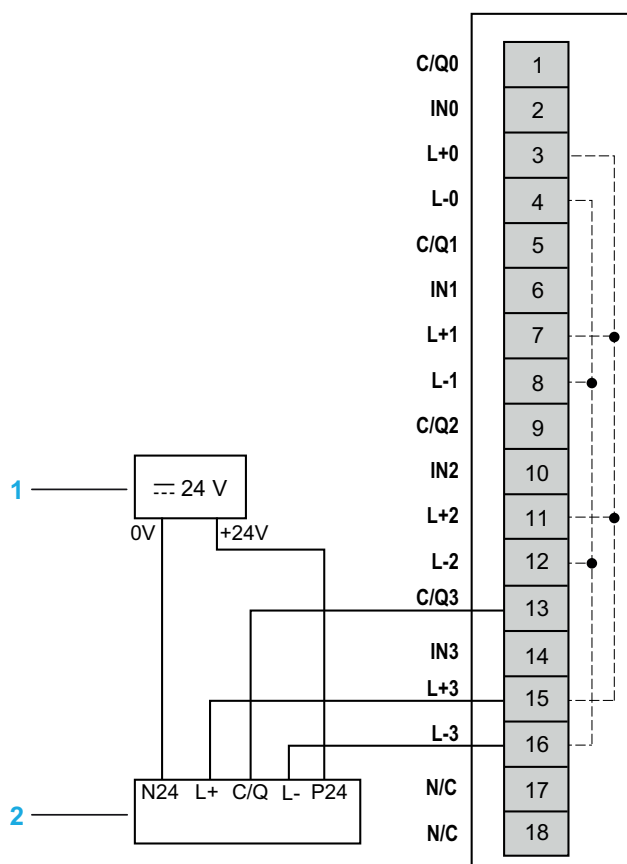 C/Q0 1
IN0 2
L+0 3
L-0 4
C/Q1 5
IN1 6
L+1 7
L-1 8
C/Q2 9
IN2 10
L+2 11
L-2 12
C/Q3 13
IN3 14
L+3 15
L-3 16
N/C 17
N/C 18
1
24 V
0V +24V
2
N24 L+ C/Q L- P24